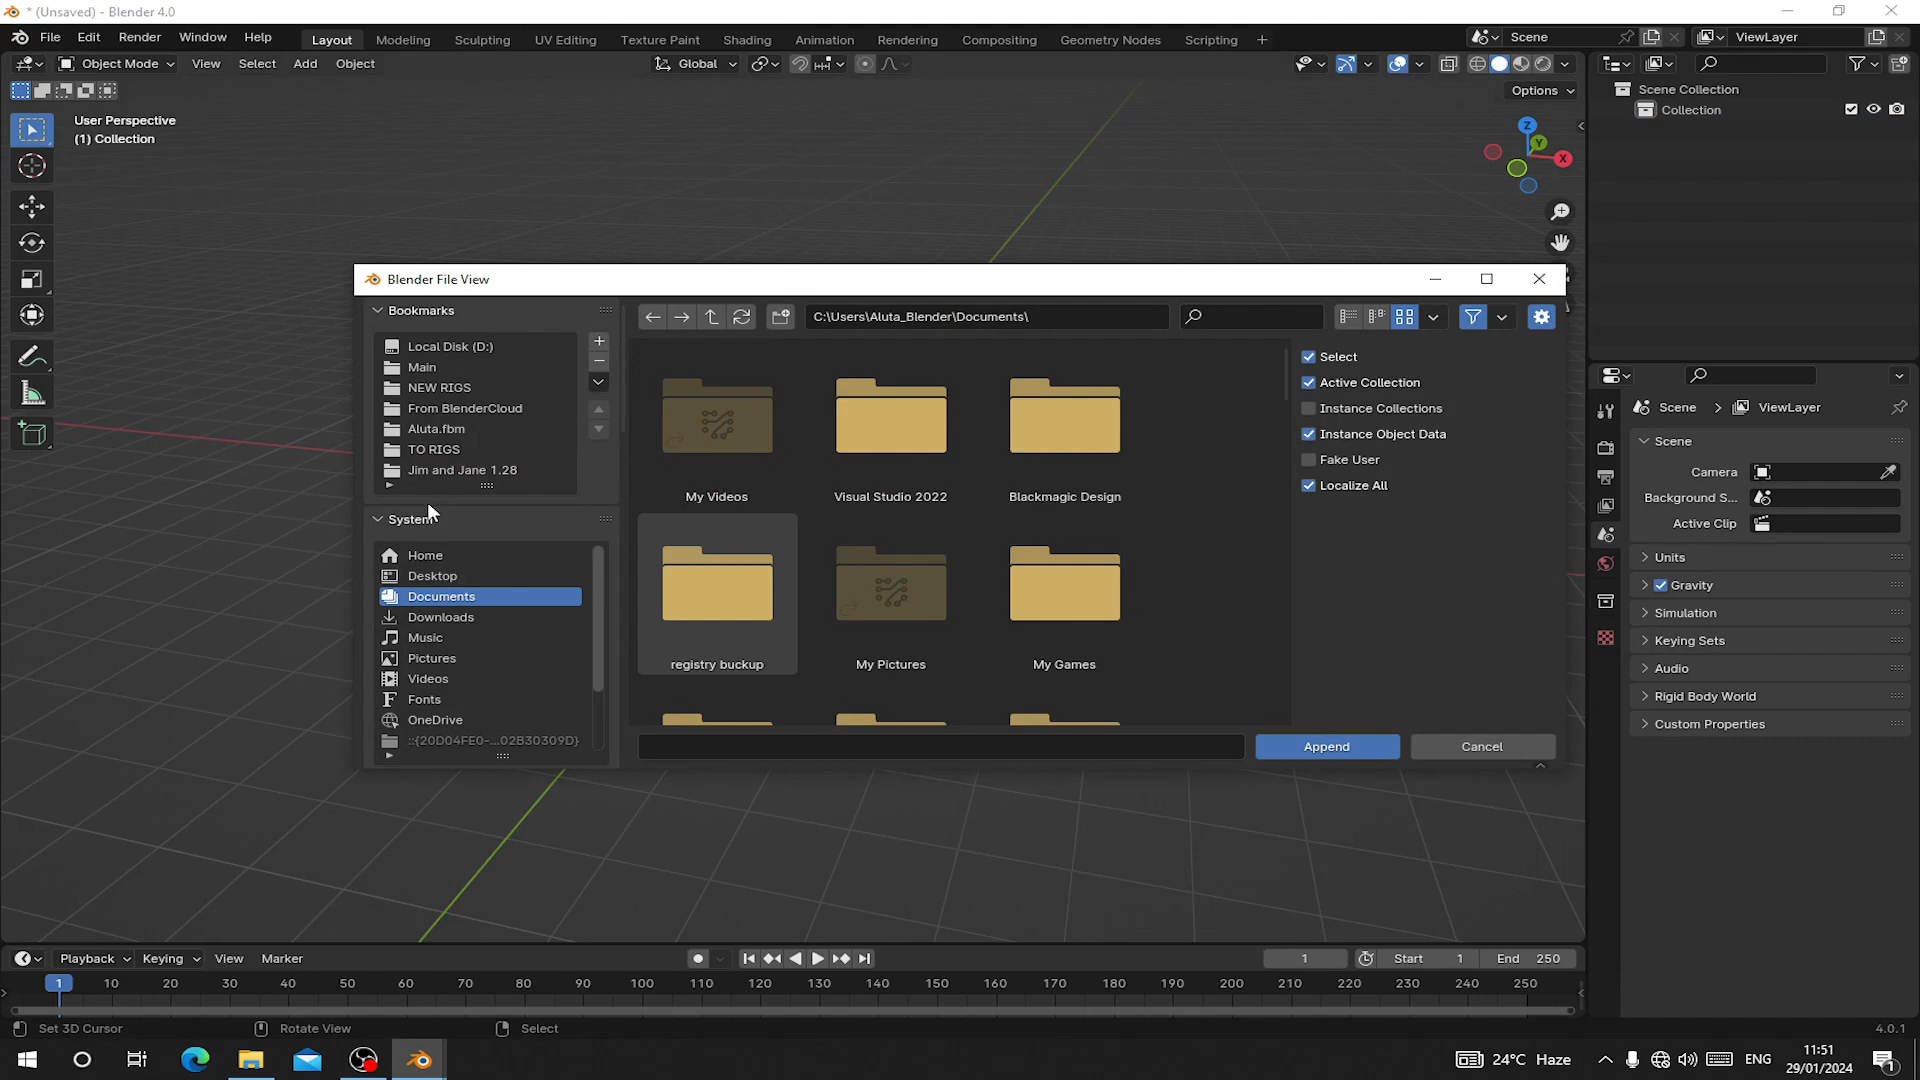 * (Unsaved) - Blender 4.0
File Edit Render Window Help
Layout Modeling Sculpting UV Editing Texture Paint Shading Animation Rendering Compositing Geometry Nodes Scripting +
Scene
ViewLayer
Object Mode View Select Add Object
Global
Options
User Perspective
(1) Collection
Z
Y
X
Scene Collection
Collection
Blender File View
Bookmarks
Local Disk (D:)
Main
NEW RIGS
From BlenderCloud
Aluta.fbm
TO RIGS
Jim and Jane 1.28
System
Home
Desktop
Documents
Downloads
Music
Pictures
Videos
Fonts
OneDrive
::{20D04FE0-...02B30309D}
C:\Users\Aluta_Blender\Documents\
My Videos
Visual Studio 2022
Blackmagic Design
registry buckup
My Pictures
My Games
Select
Active Collection
Instance Collections
Instance Object Data
Fake User
Localize All
Append
Cancel
Scene > ViewLayer
Scene
Camera
Background S...
Active Clip
Units
Gravity
Simulation
Keying Sets
Audio
Rigid Body World
Custom Properties
Playback Keying View Marker
1
Start 1
End 250
1 10 20 30 40 50 60 70 80 90 100 110 120 130 140 150 160 170 180 190 200 210 220 230 240 250
Set 3D Cursor
Rotate View
Select
4.0.1
24°C Haze
ENG
11:51
29/01/2024
1